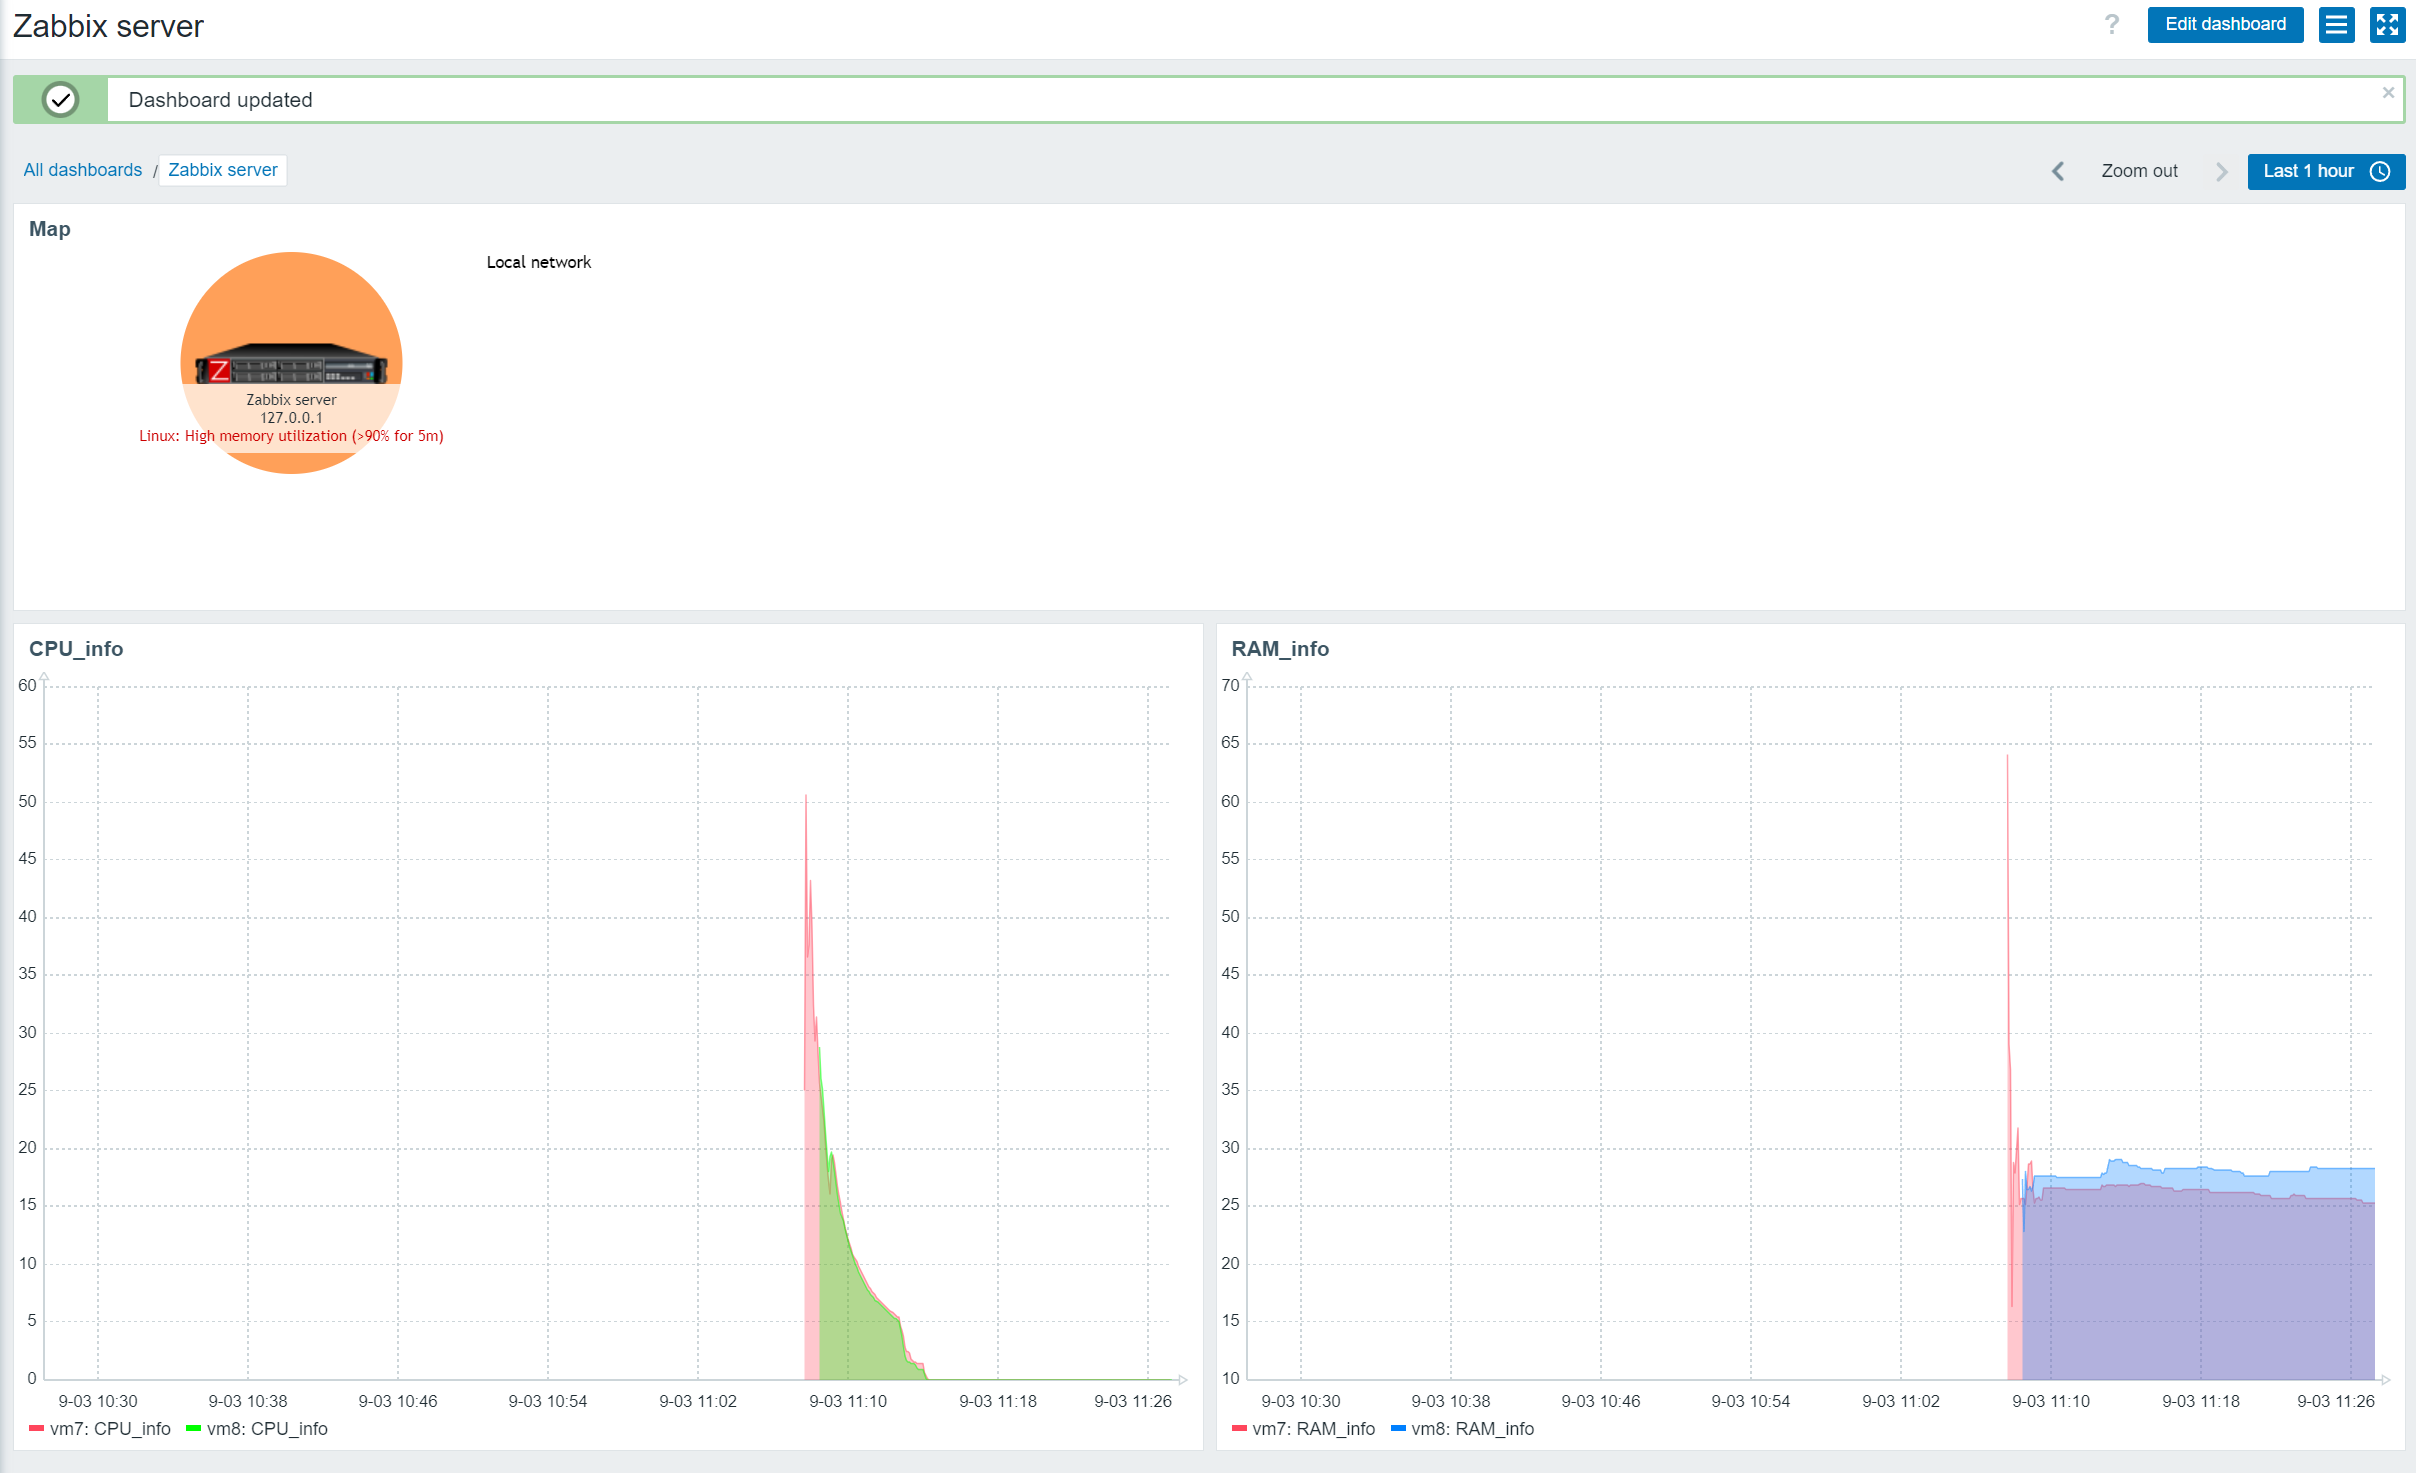 Zabbix server
? Edit dashboard
Dashboard updated ×
All dashboards / Zabbix server
Zoom out
Last 1 hour
Map
Local network
Z
Zabbix server
127.0.0.1
Linux: High memory utilization (>90% for 5m)
CPU_info
60
55
50
45
40
35
30
25
20
15
10
5
0
9-03 10:30 9-03 10:38 9-03 10:46 9-03 10:54 9-03 11:02 9-03 11:10 9-03 11:18 9-03 11:26
vm7: CPU_info vm8: CPU_info
RAM_info
70
65
60
55
50
45
40
35
30
25
20
15
10
9-03 10:30 9-03 10:38 9-03 10:46 9-03 10:54 9-03 11:02 9-03 11:10 9-03 11:18 9-03 11:26
vm7: RAM_info vm8: RAM_info